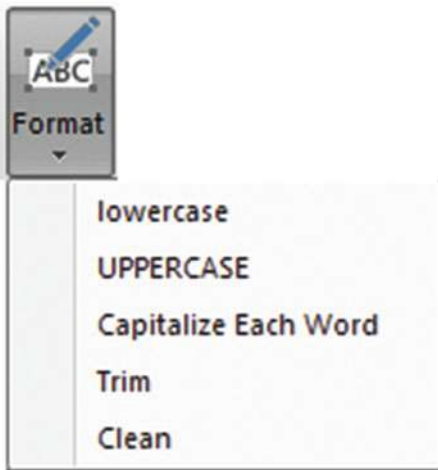 ABC
Format
lowercase
UPPERCASE
Capitalize Each Word
Trim
Clean